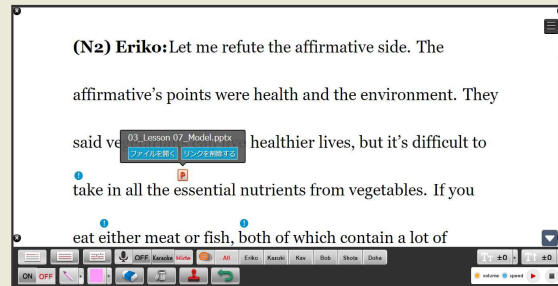 (N2) Eriko: Let me refute the affirmative side. The
affirmative's points were health and the environment. They
said ve
03_Lesson 07_Model.pptx
ファイルを開く リンクを削除する
healthier lives, but it's difficult to
take in all the essential nutrients from vegetables. If you
eat either meat or fish, both of which contain a lot of
OFF Karaoke Hide All Eriko Kazuki Kav Bob Shota Doha ±0 ±0
ON OFF volume speed